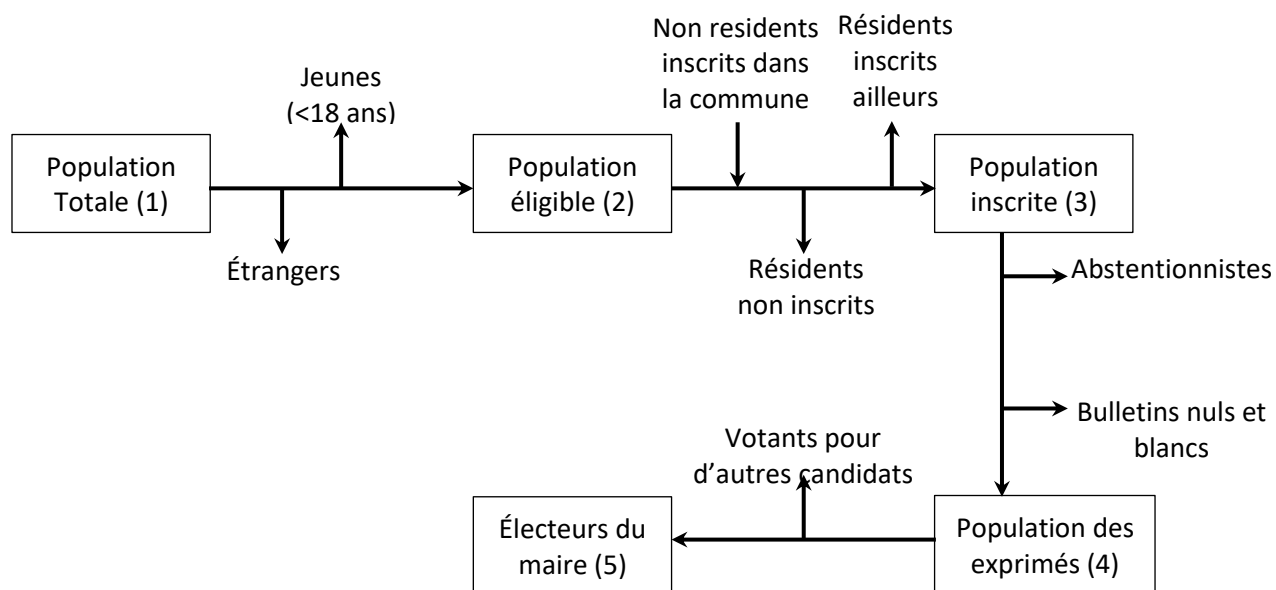 Non residents
inscrits dans
la commune
Résidents
inscrits
ailleurs
Jeunes
(<18 ans)
Population
Totale (1)
Population
éligible (2)
Population
inscrite (3)
Étrangers
Résidents
non inscrits
Abstentionnistes
Bulletins nuls et
blancs
Votants pour
d’autres candidats
Électeurs du
maire (5)
Population des
exprimés (4)